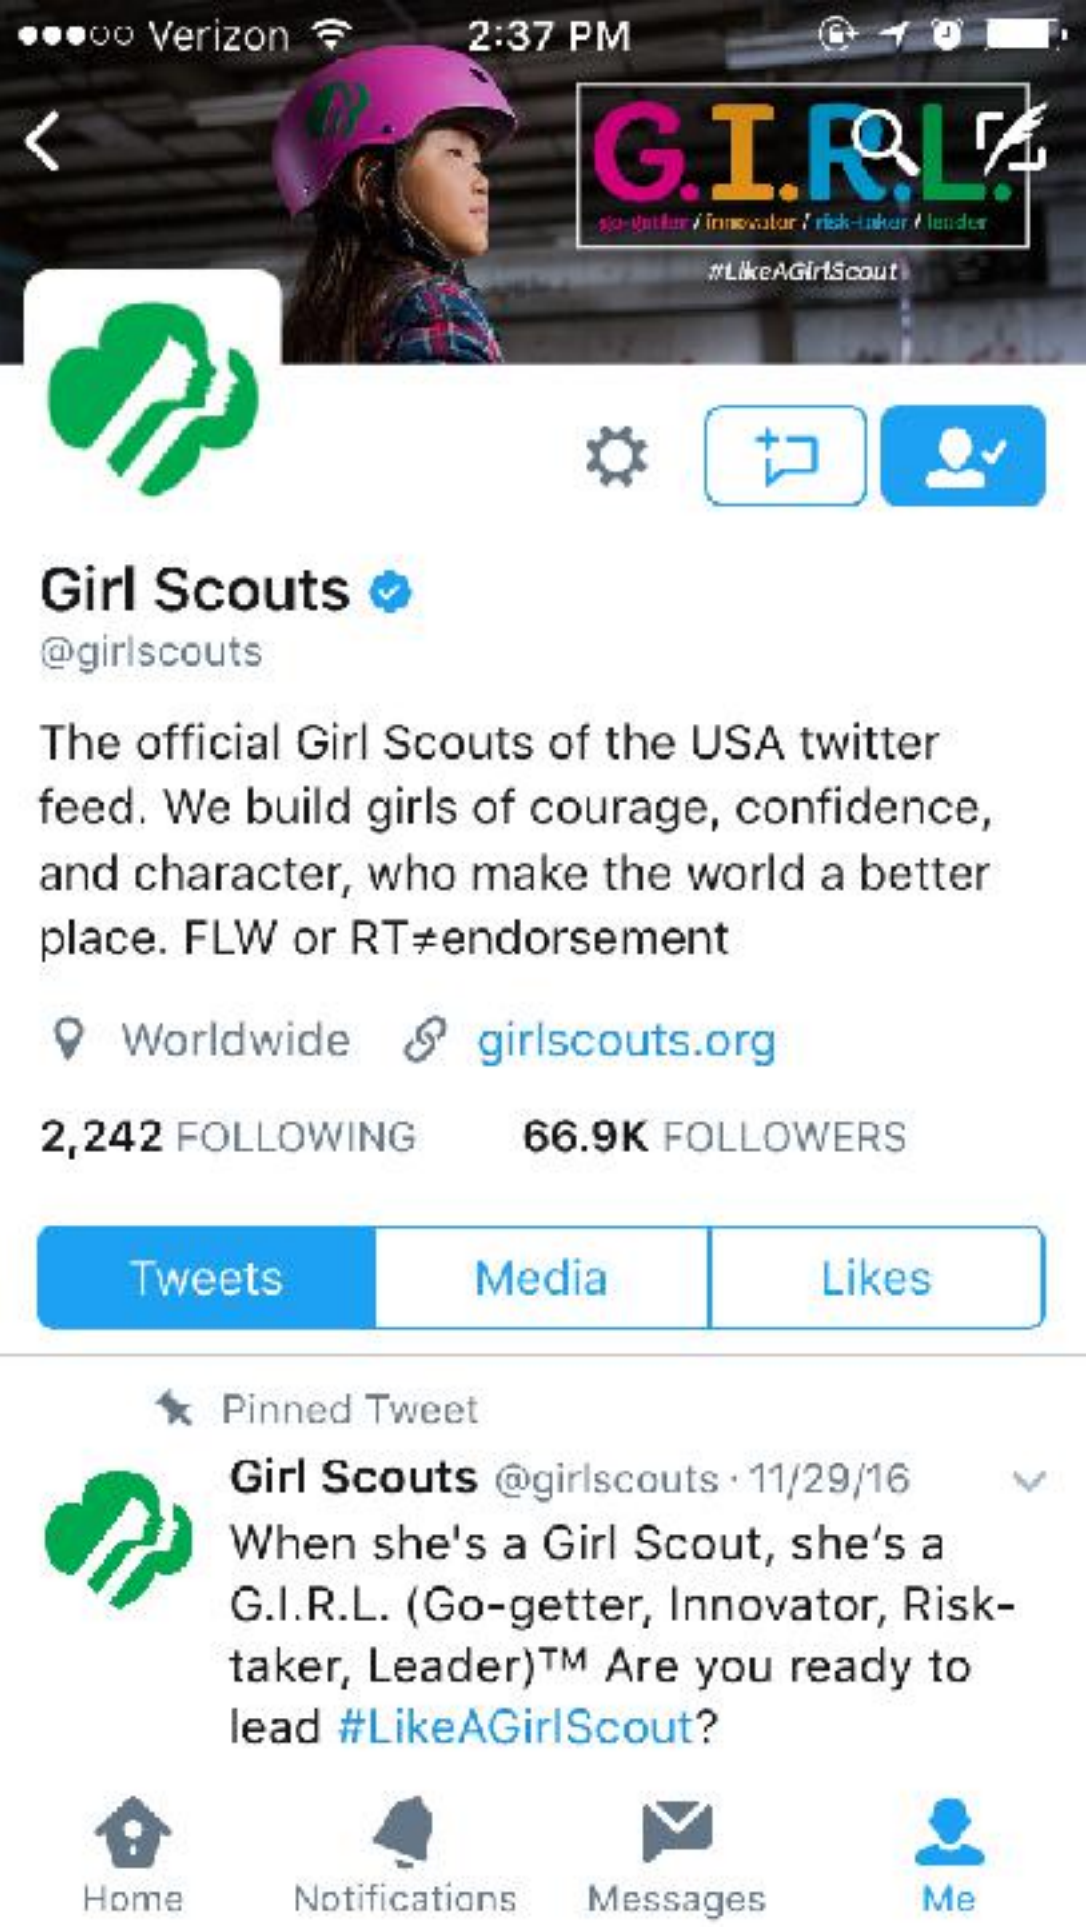 Verizon 2:37 PM
G.I.R.L.
go-getter / innovator / risk-taker / leader
#LikeAGirlScout
Girl Scouts
@girlscouts
The official Girl Scouts of the USA twitter
feed. We build girls of courage, confidence,
and character, who make the world a better
place. FLW or RT≠endorsement
Worldwide girlscouts.org
2,242 FOLLOWING 66.9K FOLLOWERS
Tweets Media Likes
Pinned Tweet
Girl Scouts @girlscouts · 11/29/16
When she's a Girl Scout, she’s a
G.I.R.L. (Go-getter, Innovator, Risk-
taker, Leader)™ Are you ready to
lead #LikeAGirlScout?
Home Notifications Messages Me